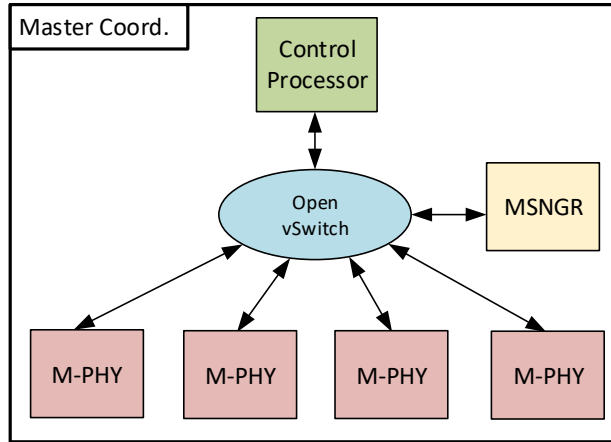 Master Coord.
Control
Processor
Open
vSwitch
MSNGR
M-PHY
M-PHY
M-PHY
M-PHY